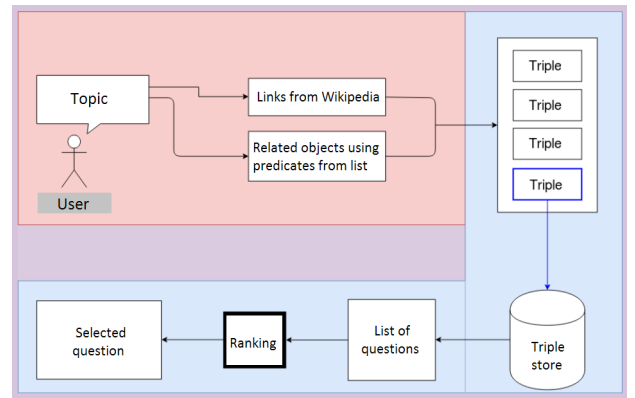 Topic
User
Links from Wikipedia
Related objects using
predicates from list
Triple
Triple
Triple
Triple
Triple
store
List of
questions
Ranking
Selected
question